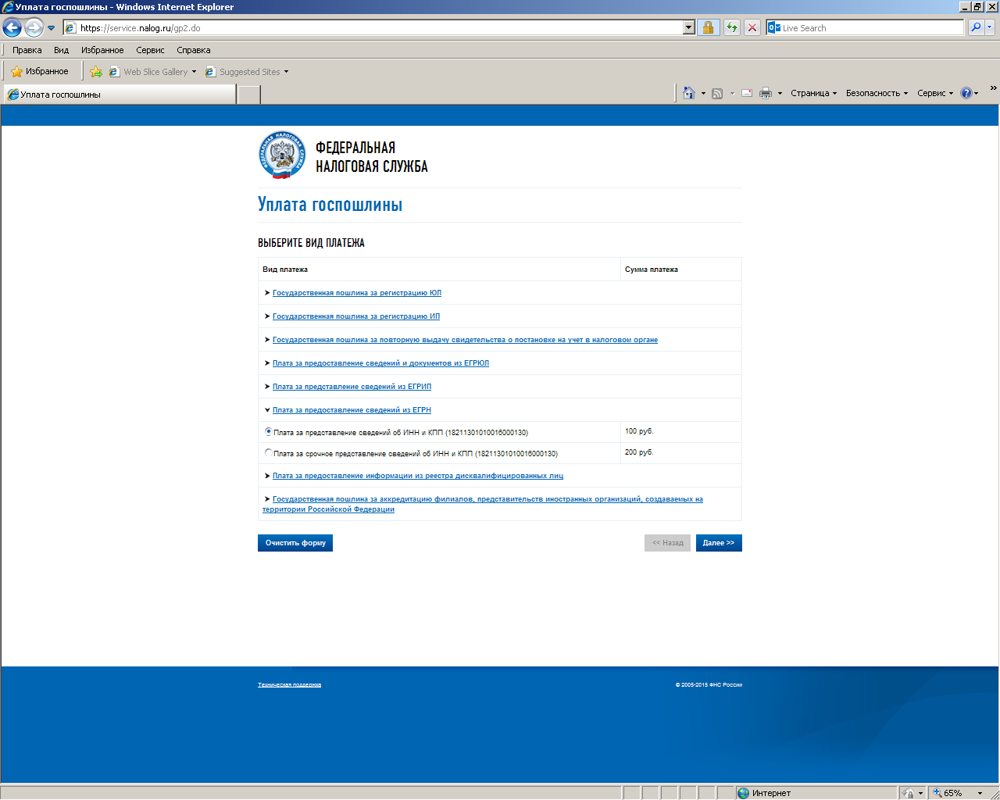 Уплата госпошлины - Windows Internet Explorer
https://service.nalog.ru/gp2.do
Live Search
Правка Вид Избранное Сервис Справка
Избранное Web Slice Gallery Suggested Sites
Уплата госпошлины
Страница Безопасность Сервис »
ФЕДЕРАЛЬНАЯ НАЛОГОВАЯ СЛУЖБА
ФЕДЕРАЛЬНАЯ
НАЛОГОВАЯ СЛУЖБА
Уплата госпошлины
ВЫБЕРИТЕ ВИД ПЛАТЕЖА
Вид платежа Сумма платежа
Государственная пошлина за регистрацию ЮЛ
Государственная пошлина за регистрацию ИП
Государственная пошлина за повторную выдачу свидетельства о постановке на учет в налоговом органе
Плата за предоставление сведений и документов из ЕГРЮЛ
Плата за представление сведений из ЕГРИП
Плата за предоставление сведений из ЕГРН
Плата за представление сведений об ИНН и КПП (18211301010016000130) 100 руб.
Плата за срочное представление сведений об ИНН и КПП (18211301010016000130) 200 руб.
Плата за предоставление информации из реестра дисквалифицированных лиц
Государственная пошлина за аккредитацию филиалов, представительств иностранных организаций, создаваемых на
территории Российской Федерации
Очистить форму << Назад Далее >>
Техническая поддержка © 2005-2015 ФНС России
Интернет 65%